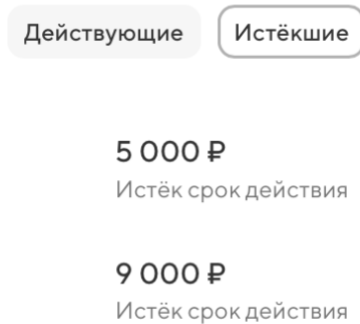 Действующие Истёкшие
5 000 ₽
Истёк срок действия
9 000 ₽
Истёк срок действия